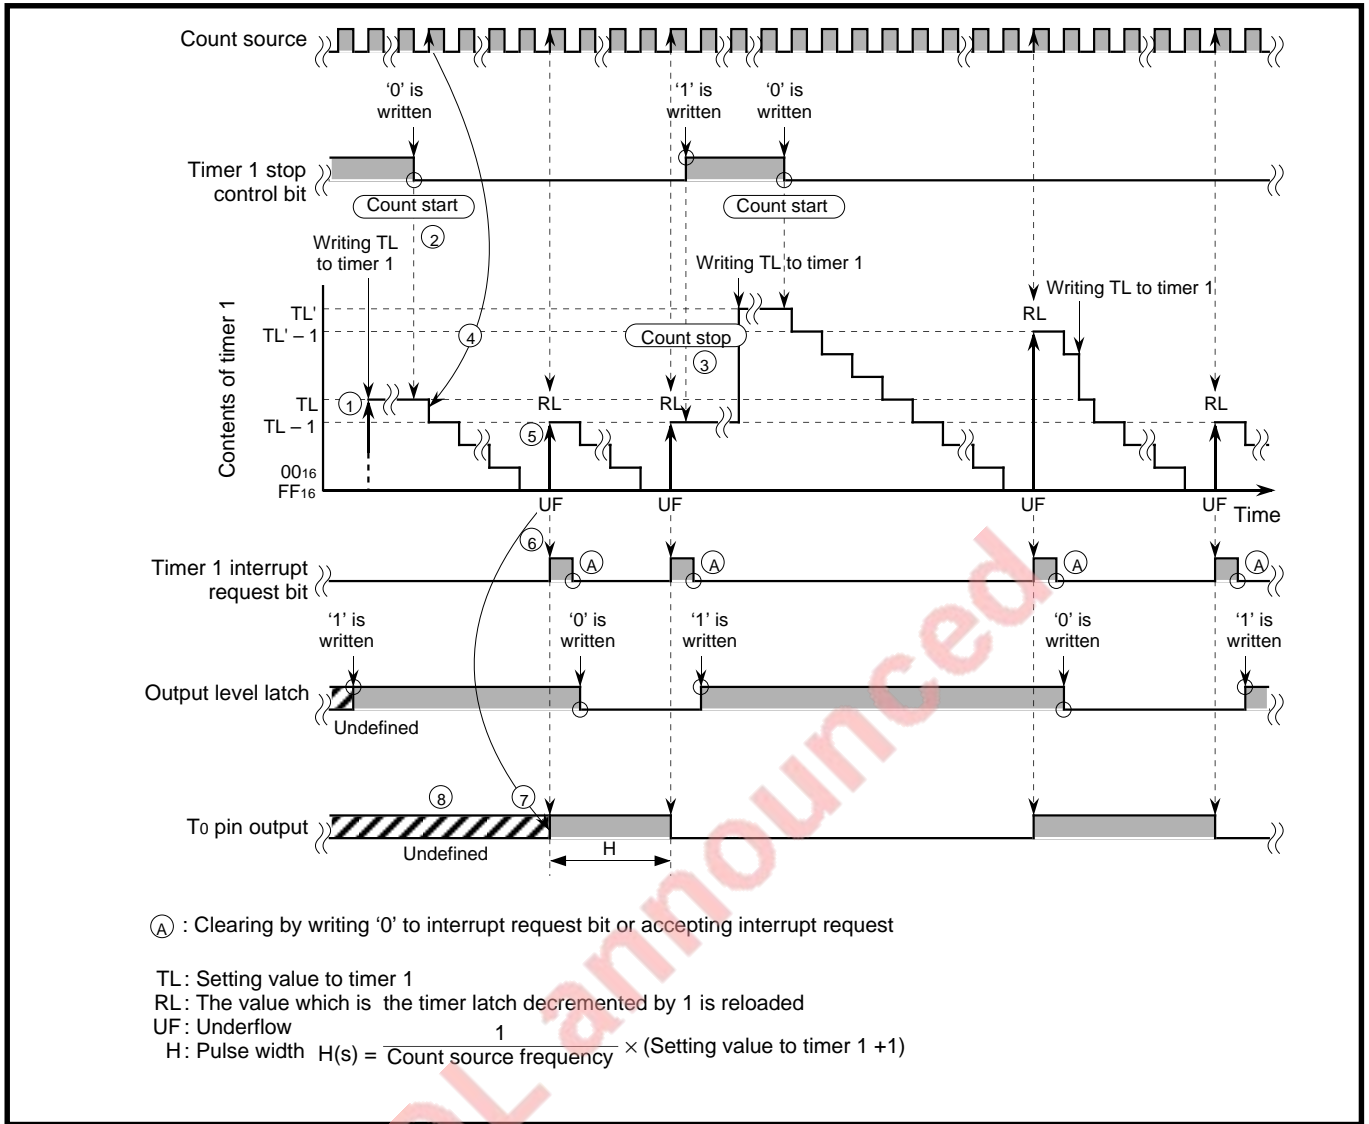 Count source
'0' is
written
'1' is
written
'0' is
written
Timer 1 stop
control bit
Count start
②
Count start
Writing TL
to timer 1
Writing TL to timer 1
Writing TL to timer 1
Contents of timer 1
TL'
TL' – 1
TL
TL – 1
00₁₆
FF₁₆
①
④
Count stop
③
RL
RL
RL
RL
⑤
UF
UF
UF
UF
Time
⑥
Timer 1 interrupt
request bit
Ⓐ
Ⓐ
Ⓐ
Ⓐ
'1' is
written
'0' is
written
'1' is
written
'0' is
written
'1' is
written
Output level latch
Undefined
⑧
⑦
T₀ pin output
Undefined
H
Ⓐ : Clearing by writing '0' to interrupt request bit or accepting interrupt request
TL : Setting value to timer 1
RL : The value which is the timer latch decremented by 1 is reloaded
UF : Underflow
H : Pulse width H(s) = 1 / Count source frequency × (Setting value to timer 1 +1)
announced